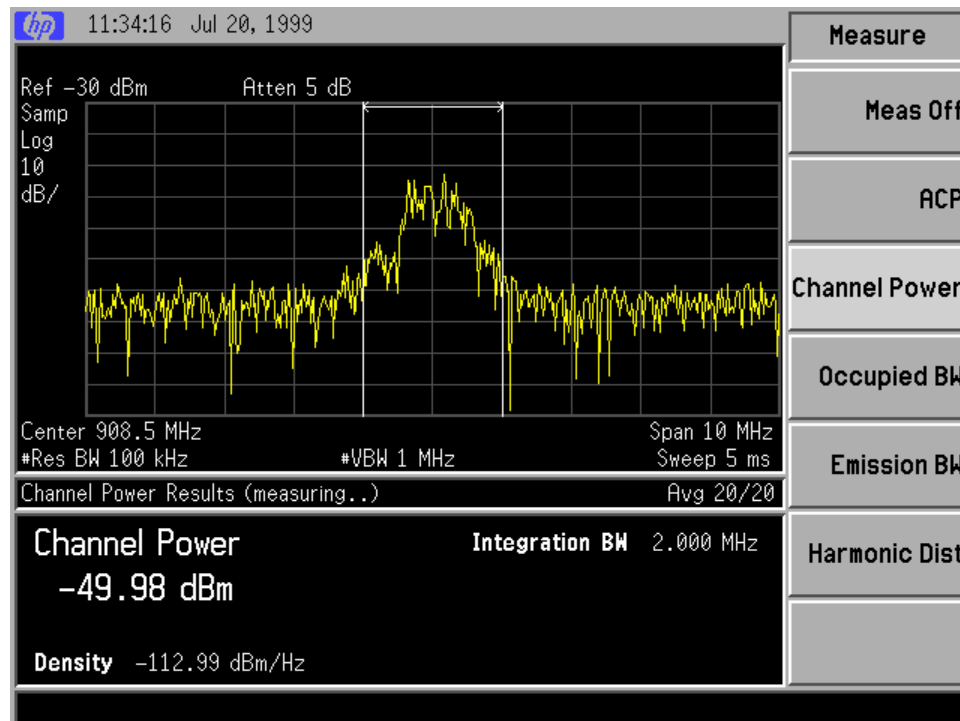 hp 11:34:16 Jul 20, 1999
Measure
Ref -30 dBm Atten 5 dB
Samp
Log
10
dB/
Center 908.5 MHz Span 10 MHz
#Res BW 100 kHz #VBW 1 MHz Sweep 5 ms
Channel Power Results (measuring..) Avg 20/20
Channel Power
-49.98 dBm
Integration BW 2.000 MHz
Density -112.99 dBm/Hz
Meas Off
ACP
Channel Power
Occupied BW
Emission BW
Harmonic Dist